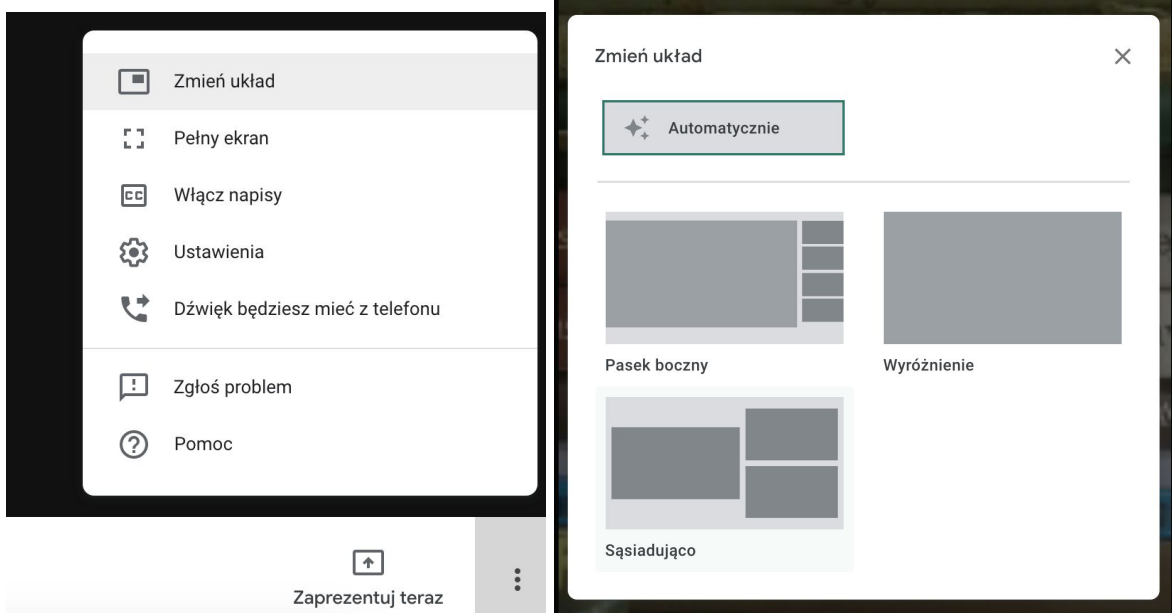 Zmień układ
Pełny ekran
CC
Włącz napisy
Ustawienia
Dźwięk będziesz mieć z telefonu
Zgłoś problem
Pomoc
Zaprezentuj teraz
Zmień układ
Automatycznie
Pasek boczny
Wyróżnienie
Sąsiadująco